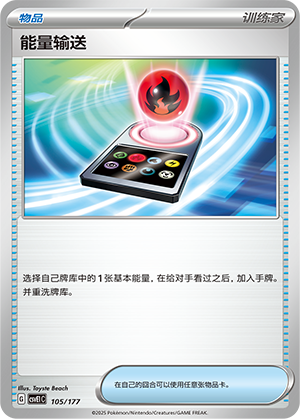 物品
训练家
能量输送
选择自己牌库中的1张基本能量，在给对手看过之后，加入手牌。
并重洗牌库。
Illus. Toyste Beach
105/177
在自己的回合可以使用任意张物品卡。
©2025 Pokémon/Nintendo/Creatures/GAME FREAK.